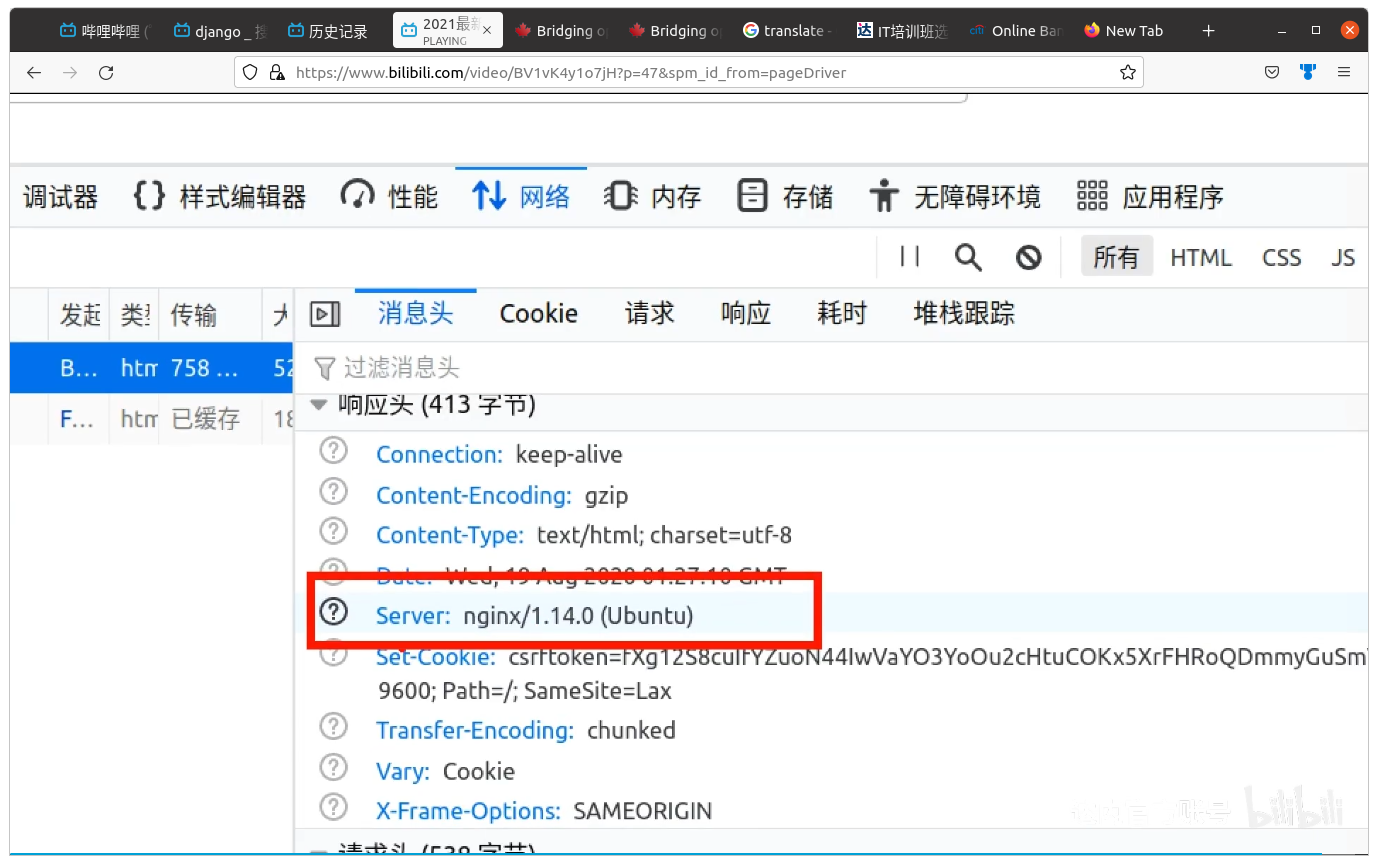 哔哩哔哩 (
django _ 搜
历史记录
2021最新
PLAYING
Bridging o
Bridging o
translate -
IT培训班选
citi
Online Ban
New Tab
https://www.bilibili.com/video/BV1vK4y1o7jH?p=47&spm_id_from=pageDriver
调试器 样式编辑器 性能 网络 内存 存储 无障碍环境 应用程序
所有 HTML CSS JS
发起 类型 传输 大 消息头 Cookie 请求 响应 耗时 堆栈跟踪
B... htm 758 ... 52 过滤消息头
响应头 (413 字节)
F... htm 已缓存 18
Connection: keep-alive
Content-Encoding: gzip
Content-Type: text/html; charset=utf-8
Date: Wed, 19 Aug 2020 01:27:10 GMT
Server: nginx/1.14.0 (Ubuntu)
Set-Cookie: csrftoken=fXg12S8cuIfYZuoN44IwVaYO3YoOu2cHtuCOKx5XrFHRoQDmmyGuSm
9600; Path=/; SameSite=Lax
Transfer-Encoding: chunked
Vary: Cookie
X-Frame-Options: SAMEORIGIN
bilibili
请求头 (538 字节)